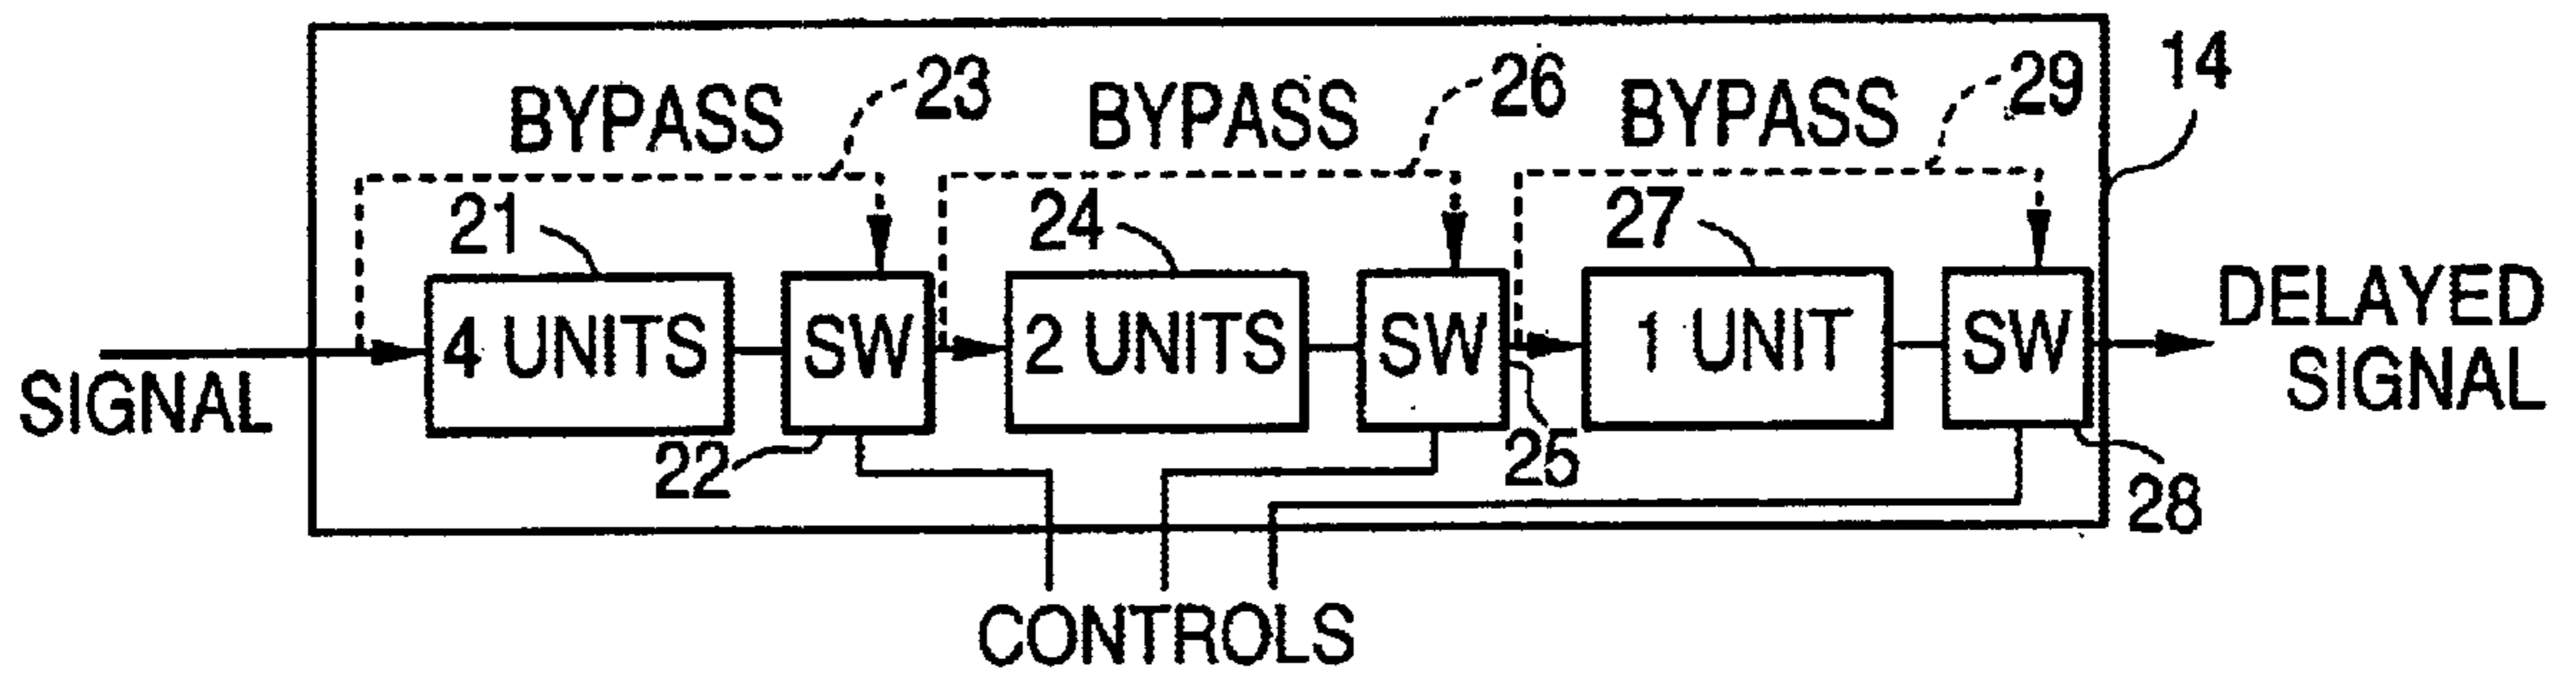 14
BYPASS 23 BYPASS 26 BYPASS 29
21 24 27
SIGNAL 4 UNITS SW 2 UNITS SW 1 UNIT SW DELAYED
SIGNAL
22 25 28
CONTROLS